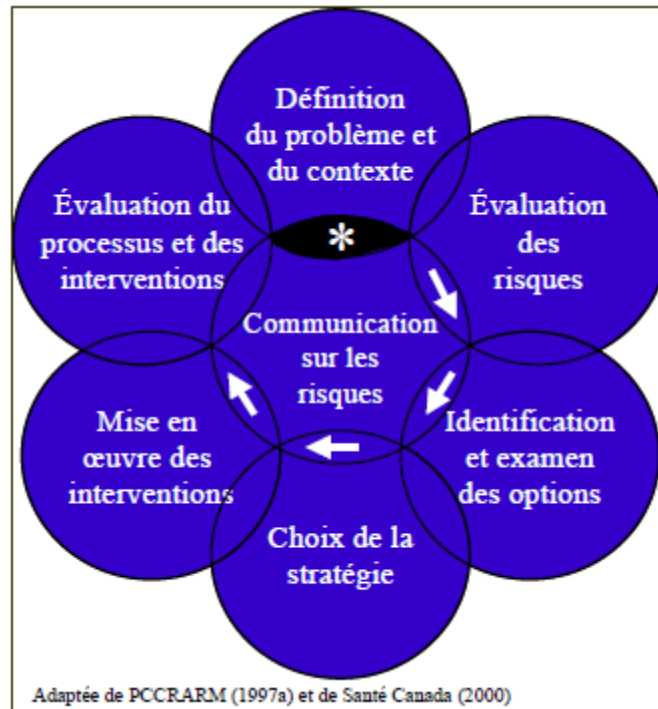 Définition
du problème et
du contexte
Évaluation du
processus et des
interventions
*
Évaluation
des
risques
Communication
sur les
risques
Mise en
œuvre des
interventions
Identification
et examen
des options
Choix de la
stratégie
Adaptée de PCCRARM (1997a) et de Santé Canada (2000)